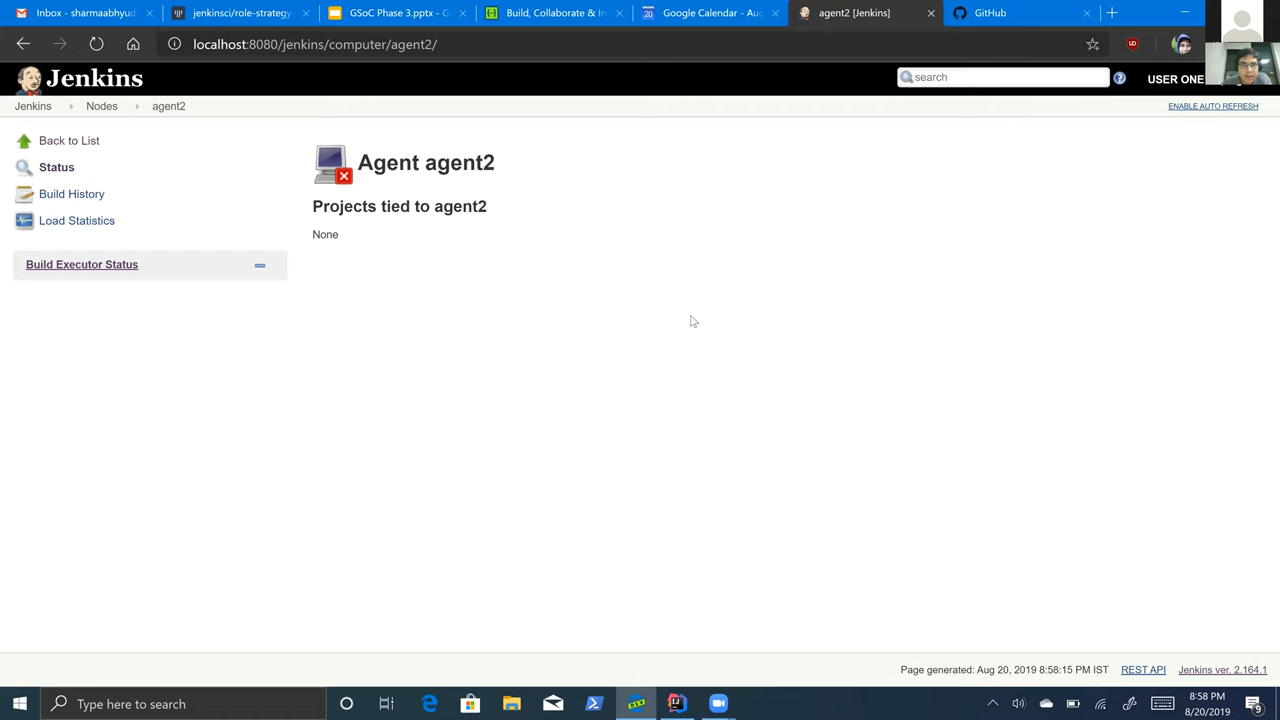 Inbox - sharmaabhyud
jenkinsci/role-strategy
GSoC Phase 3.pptx - G
Build, Collaborate & In
Google Calendar - Aug
agent2 [Jenkins]
GitHub
localhost:8080/jenkins/computer/agent2/
Jenkins
search
USER ONE
Jenkins
Nodes
agent2
ENABLE AUTO REFRESH
Back to List
Status
Build History
Load Statistics
Build Executor Status
Agent agent2
Projects tied to agent2
None
Page generated: Aug 20, 2019 8:58:15 PM IST
REST API
Jenkins ver. 2.164.1
Type here to search
8:58 PM
8/20/2019